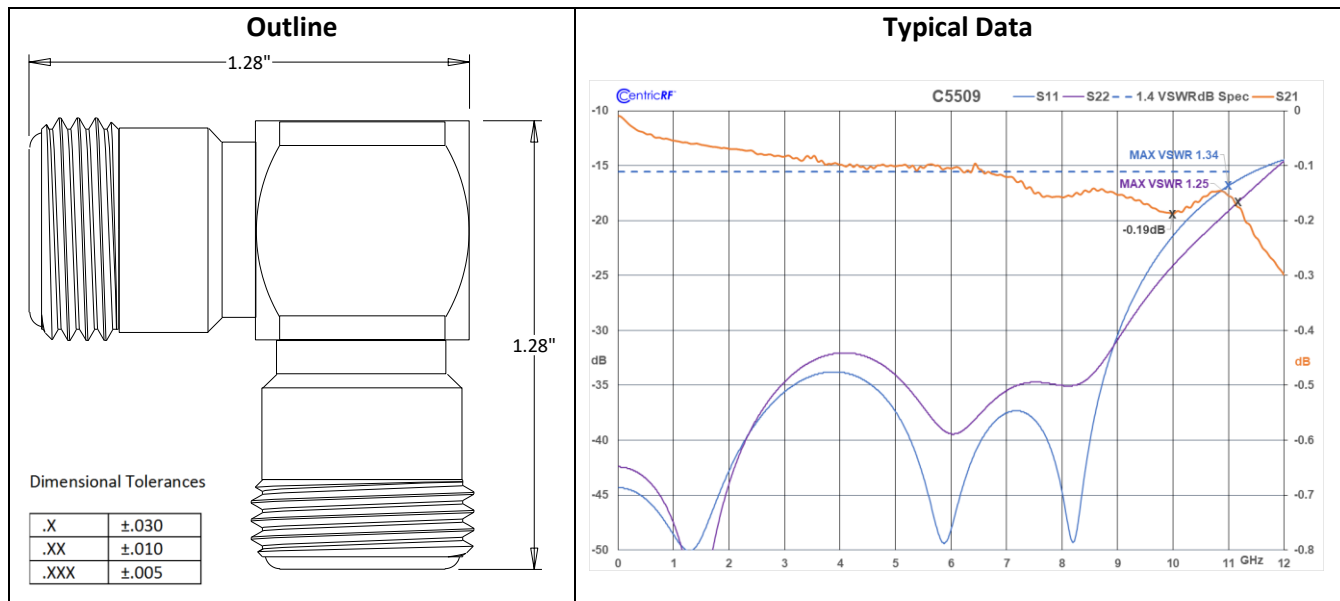 Outline
1.28"
1.28"
Dimensional Tolerances
.X ±.030
.XX ±.010
.XXX ±.005
Typical Data
CentricRF™
C5509
S11 S22 1.4 VSWRdB Spec S21
-10
-15
-20
-25
-30
dB
-35
-40
-45
-50
MAX VSWR 1.34
MAX VSWR 1.25
-0.19dB
0
-0.1
-0.2
-0.3
-0.4
dB
-0.5
-0.6
-0.7
-0.8
0 1 2 3 4 5 6 7 8 9 10 11 GHz 12